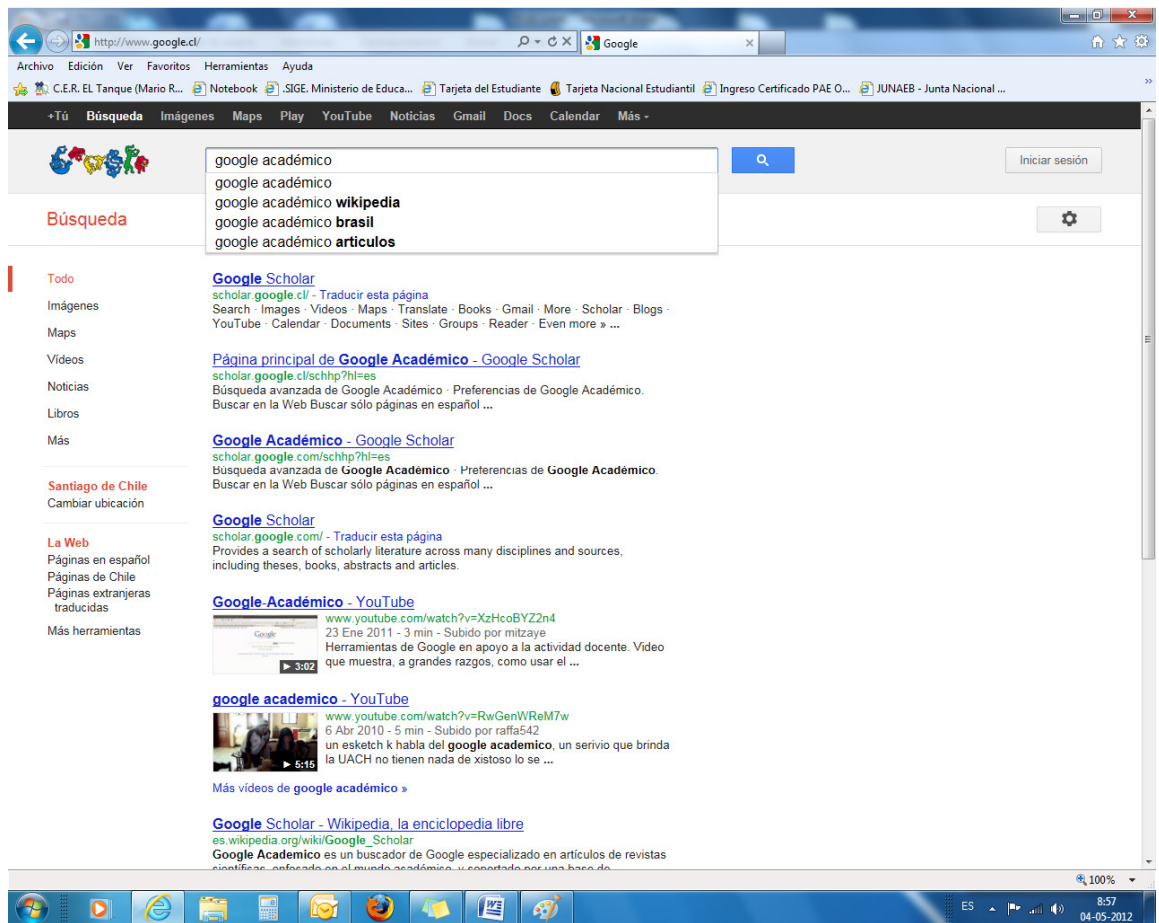 http://www.google.cl/
Google
Archivo Edición Ver Favoritos Herramientas Ayuda
C.E.R. EL Tanque (Mario R... Notebook .SIGE. Ministerio de Educa... Tarjeta del Estudiante Tarjeta Nacional Estudiantil Ingreso Certificado PAE O... JUNAEB - Junta Nacional ...
+Tú Búsqueda Imágenes Maps Play YouTube Noticias Gmail Docs Calendar Más
Google
google académico
Iniciar sesión
google académico
google académico wikipedia
google académico brasil
google académico articulos
Búsqueda
Todo
Imágenes
Maps
Vídeos
Noticias
Libros
Más
Santiago de Chile
Cambiar ubicación
La Web
Páginas en español
Páginas de Chile
Páginas extranjeras
traducidas
Más herramientas
Google Scholar
scholar.google.cl/ - Traducir esta página
Search · Images · Videos · Maps · Translate · Books · Gmail · More · Scholar · Blogs ·
YouTube · Calendar · Documents · Sites · Groups · Reader · Even more » ...
Página principal de Google Académico - Google Scholar
scholar.google.cl/schhp?hl=es
Búsqueda avanzada de Google Académico · Preferencias de Google Académico.
Buscar en la Web Buscar sólo páginas en español ...
Google Académico - Google Scholar
scholar.google.com/schhp?hl=es
Búsqueda avanzada de Google Académico · Preferencias de Google Académico.
Buscar en la Web Buscar sólo páginas en español ...
Google Scholar
scholar.google.com/ - Traducir esta página
Provides a search of scholarly literature across many disciplines and sources,
including theses, books, abstracts and articles.
Google-Académico - YouTube
www.youtube.com/watch?v=XzHcoBYZ2n4
23 Ene 2011 - 3 min - Subido por mitzaye
Herramientas de Google en apoyo a la actividad docente. Video
que muestra, a grandes razgos, como usar el ...
Google
3:02
google academico - YouTube
www.youtube.com/watch?v=RwGenWReM7w
6 Abr 2010 - 5 min - Subido por raffa542
un esketch k habla del google academico, un serivio que brinda
la UACH no tienen nada de xistoso lo se ...
5:15
Más vídeos de google académico »
Google Scholar - Wikipedia, la enciclopedia libre
es.wikipedia.org/wiki/Google_Scholar
Google Academico es un buscador de Google especializado en artículos de revistas
científicas, enfocado en el mundo académico, y soportado por una base de
100%
ES
8:57
04-05-2012